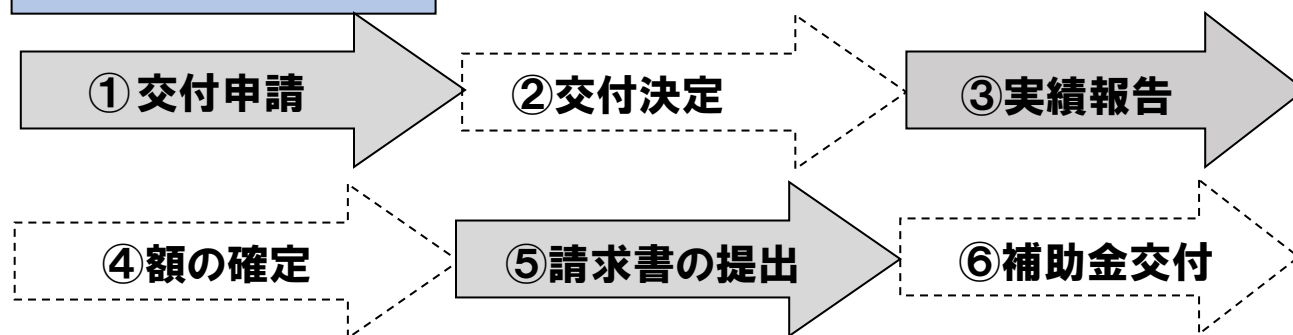 ①交付申請
②交付決定
③実績報告
④額の確定
⑤請求書の提出
⑥補助金交付